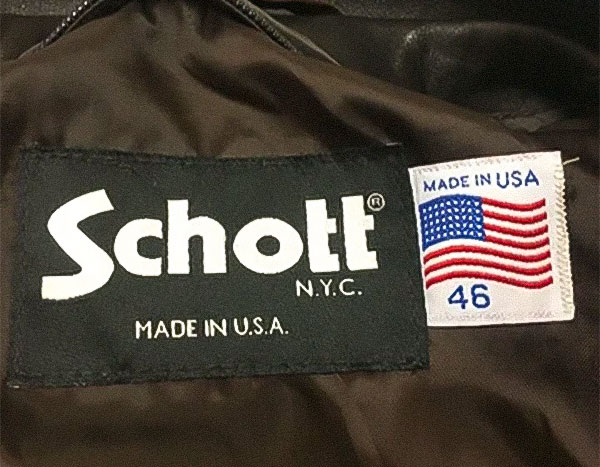 Schott®
N.Y.C.
MADE IN U.S.A.
MADE IN USA
46